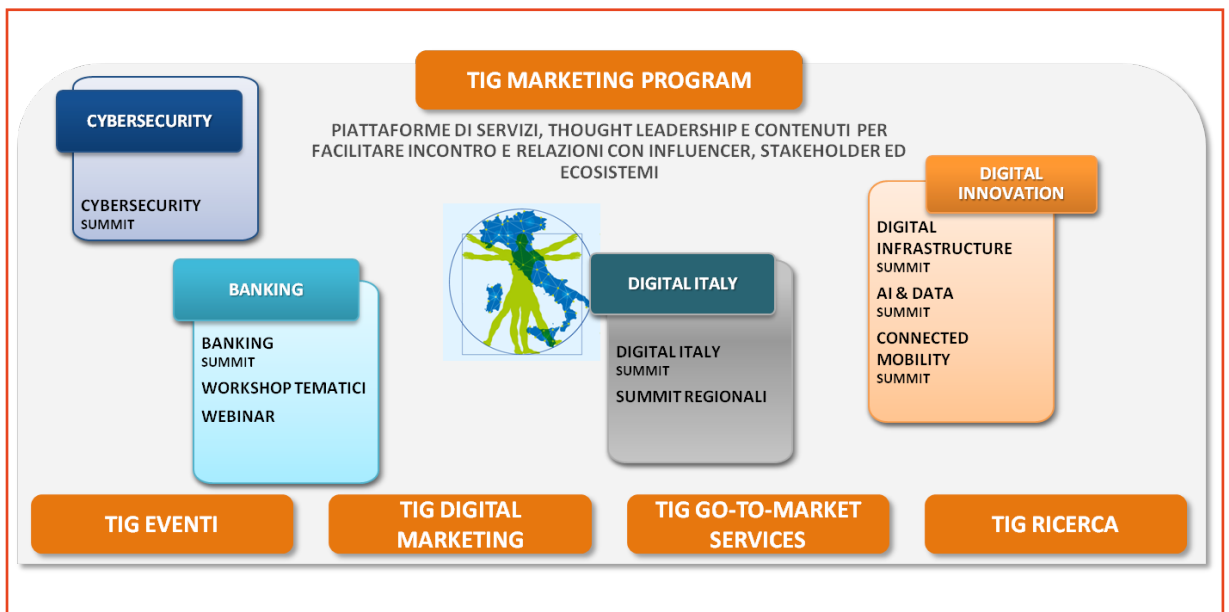 TIG MARKETING PROGRAM
PIATTAFORME DI SERVIZI, THOUGHT LEADERSHIP E CONTENUTI PER
FACILITARE INCONTRO E RELAZIONI CON INFLUENCER, STAKEHOLDER ED
ECOSISTEMI
CYBERSECURITY
CYBERSECURITY
SUMMIT
BANKING
BANKING
SUMMIT
WORKSHOP TEMATICI
WEBINAR
DIGITAL ITALY
DIGITAL ITALY
SUMMIT
SUMMIT REGIONALI
DIGITAL
INNOVATION
DIGITAL
INFRASTRUCTURE
SUMMIT
AI & DATA
SUMMIT
CONNECTED
MOBILITY
SUMMIT
TIG EVENTI
TIG DIGITAL
MARKETING
TIG GO-TO-MARKET
SERVICES
TIG RICERCA